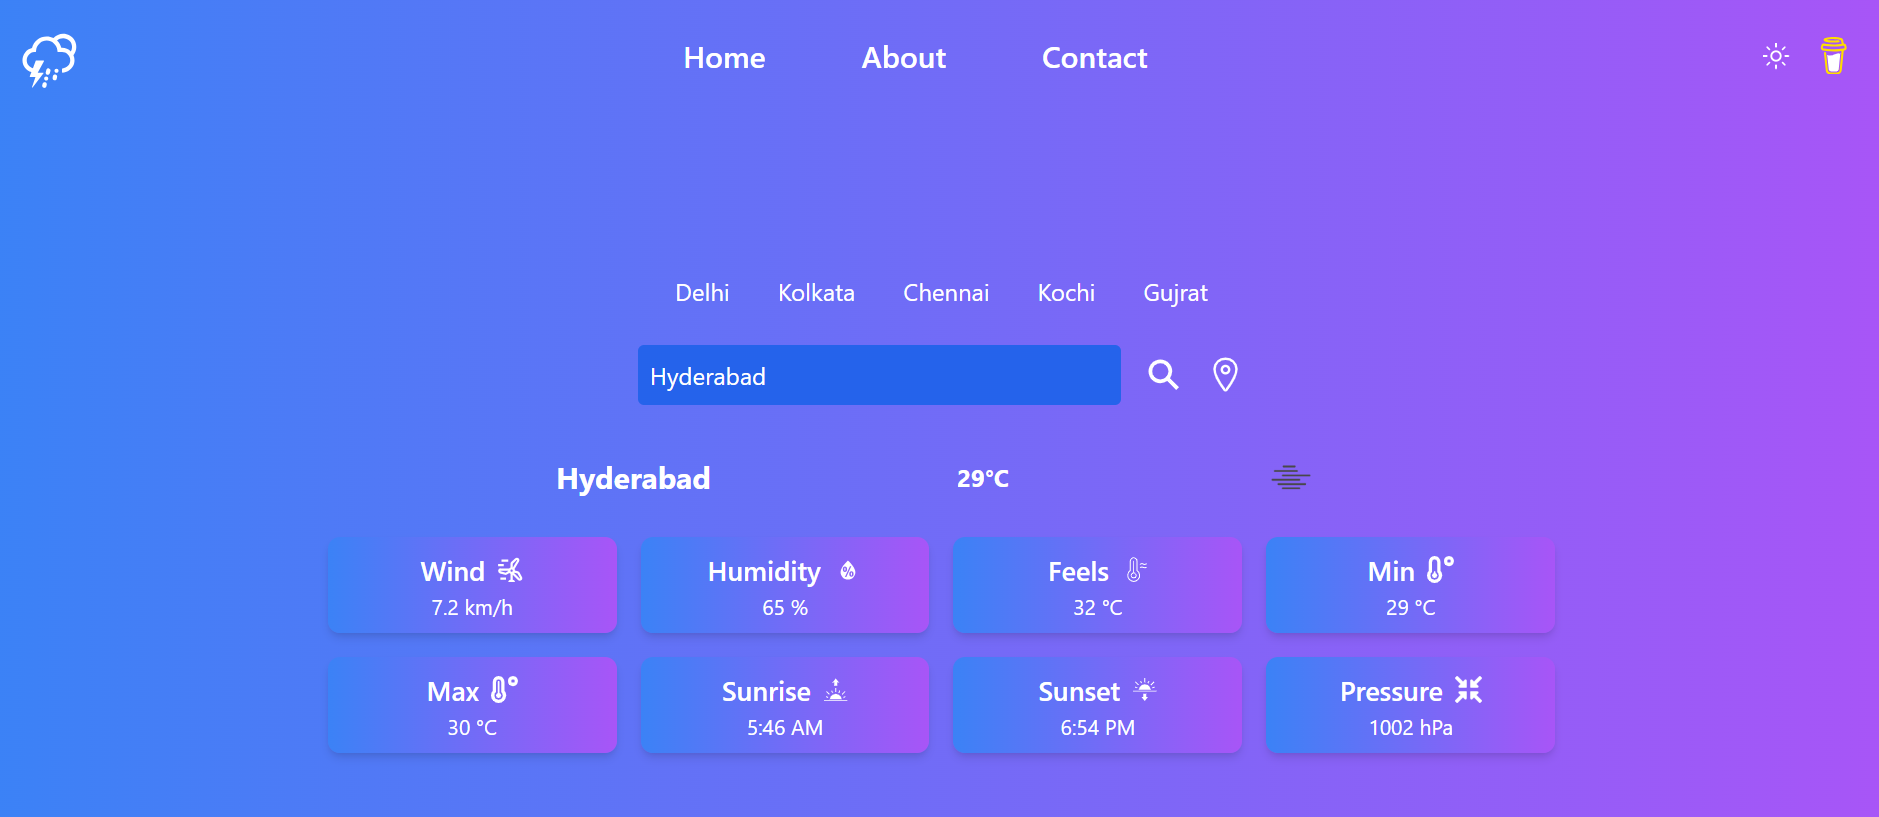 Home About Contact
Delhi Kolkata Chennai Kochi Gujrat
Hyderabad
Hyderabad 29°C
Wind Humidity Feels Min
7.2 km/h 65 % 32 °C 29 °C
Max Sunrise Sunset Pressure
30 °C 5:46 AM 6:54 PM 1002 hPa